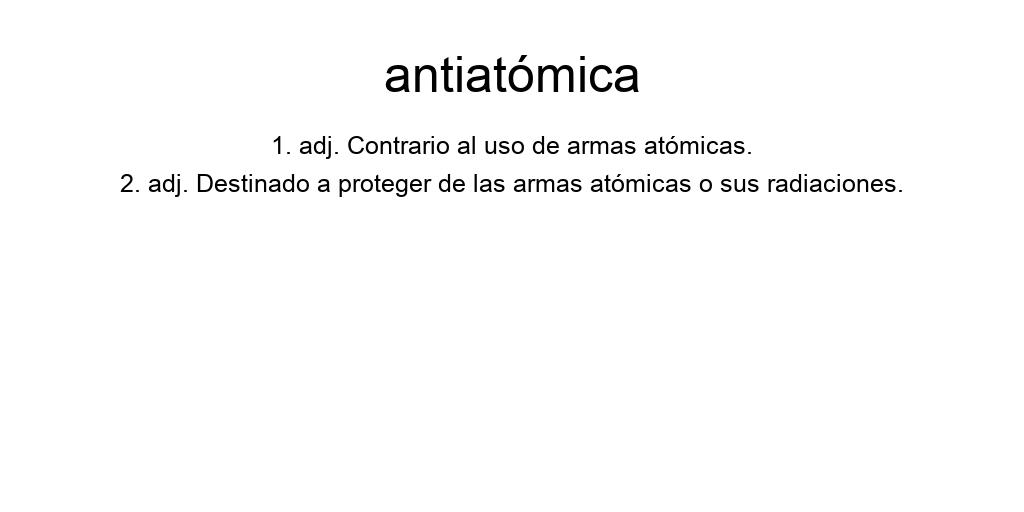 antiatómica
1. adj. Contrario al uso de armas atómicas.
2. adj. Destinado a proteger de las armas atómicas o sus radiaciones.